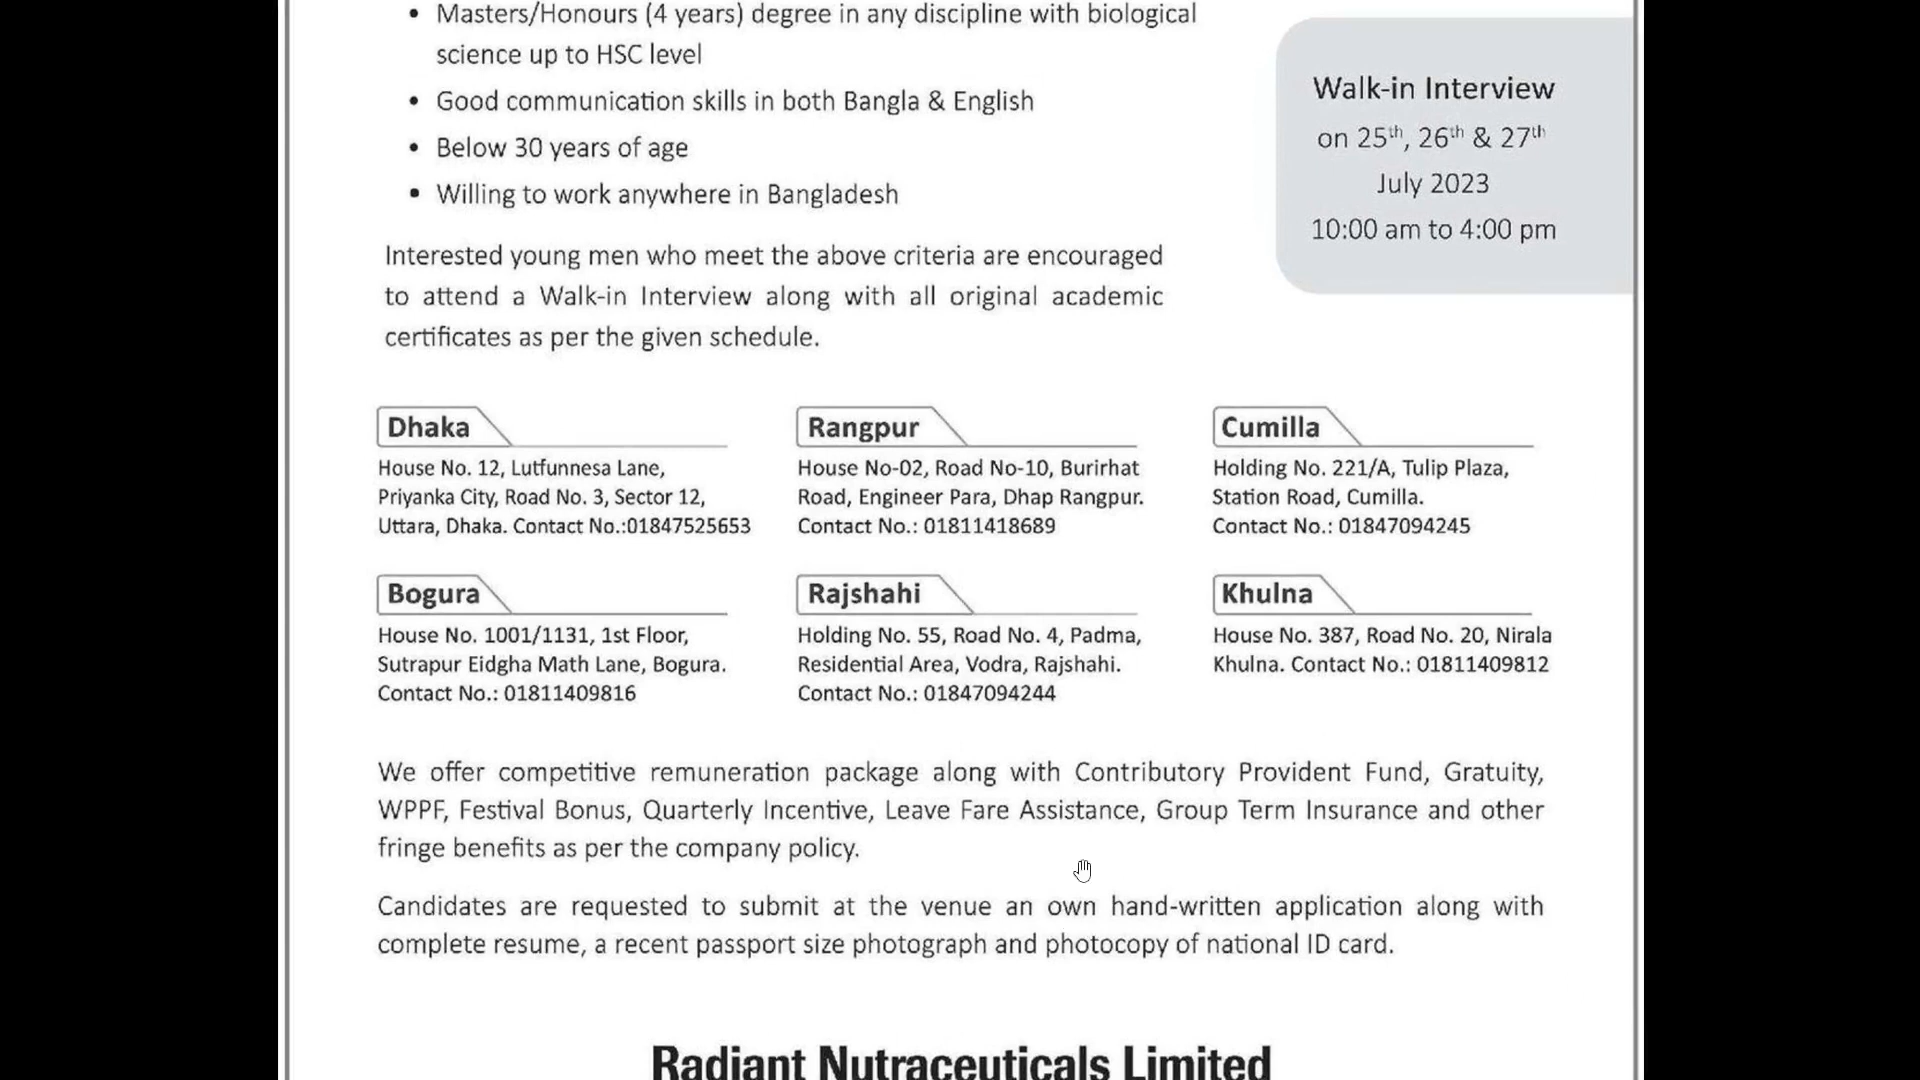 • Masters/Honours (4 years) degree in any discipline with biological
science up to HSC level
• Good communication skills in both Bangla & English
• Below 30 years of age
• Willing to work anywhere in Bangladesh
Walk-in Interview
on 25th, 26th & 27th
July 2023
10:00 am to 4:00 pm
Interested young men who meet the above criteria are encouraged
to attend a Walk-in Interview along with all original academic
certificates as per the given schedule.
Dhaka
House No. 12, Lutfunnesa Lane,
Priyanka City, Road No. 3, Sector 12,
Uttara, Dhaka. Contact No.:01847525653
Rangpur
House No-02, Road No-10, Burirhat
Road, Engineer Para, Dhap Rangpur.
Contact No.: 01811418689
Cumilla
Holding No. 221/A, Tulip Plaza,
Station Road, Cumilla.
Contact No.: 01847094245
Bogura
House No. 1001/1131, 1st Floor,
Sutrapur Eidgha Math Lane, Bogura.
Contact No.: 01811409816
Rajshahi
Holding No. 55, Road No. 4, Padma,
Residential Area, Vodra, Rajshahi.
Contact No.: 01847094244
Khulna
House No. 387, Road No. 20, Nirala
Khulna. Contact No.: 01811409812
We offer competitive remuneration package along with Contributory Provident Fund, Gratuity,
WPPF, Festival Bonus, Quarterly Incentive, Leave Fare Assistance, Group Term Insurance and other
fringe benefits as per the company policy.
Candidates are requested to submit at the venue an own hand-written application along with
complete resume, a recent passport size photograph and photocopy of national ID card.
Radiant Nutraceuticals Limited